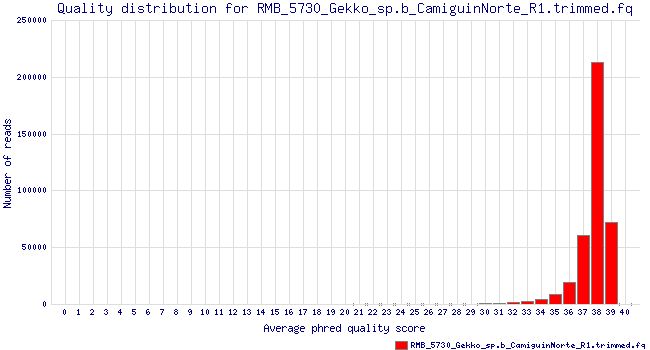 Quality distribution for RMB_5730_Gekko_sp.b_CamiguinNorte_R1.trimmed.fq
250000
200000
150000
100000
50000
0
Number of reads
0 1 2 3 4 5 6 7 8 9 10 11 12 13 14 15 16 17 18 19 20 21 22 23 24 25 26 27 28 29 30 31 32 33 34 35 36 37 38 39 40
Average phred quality score
RMB_5730_Gekko_sp.b_CamiguinNorte_R1.trimmed.fq